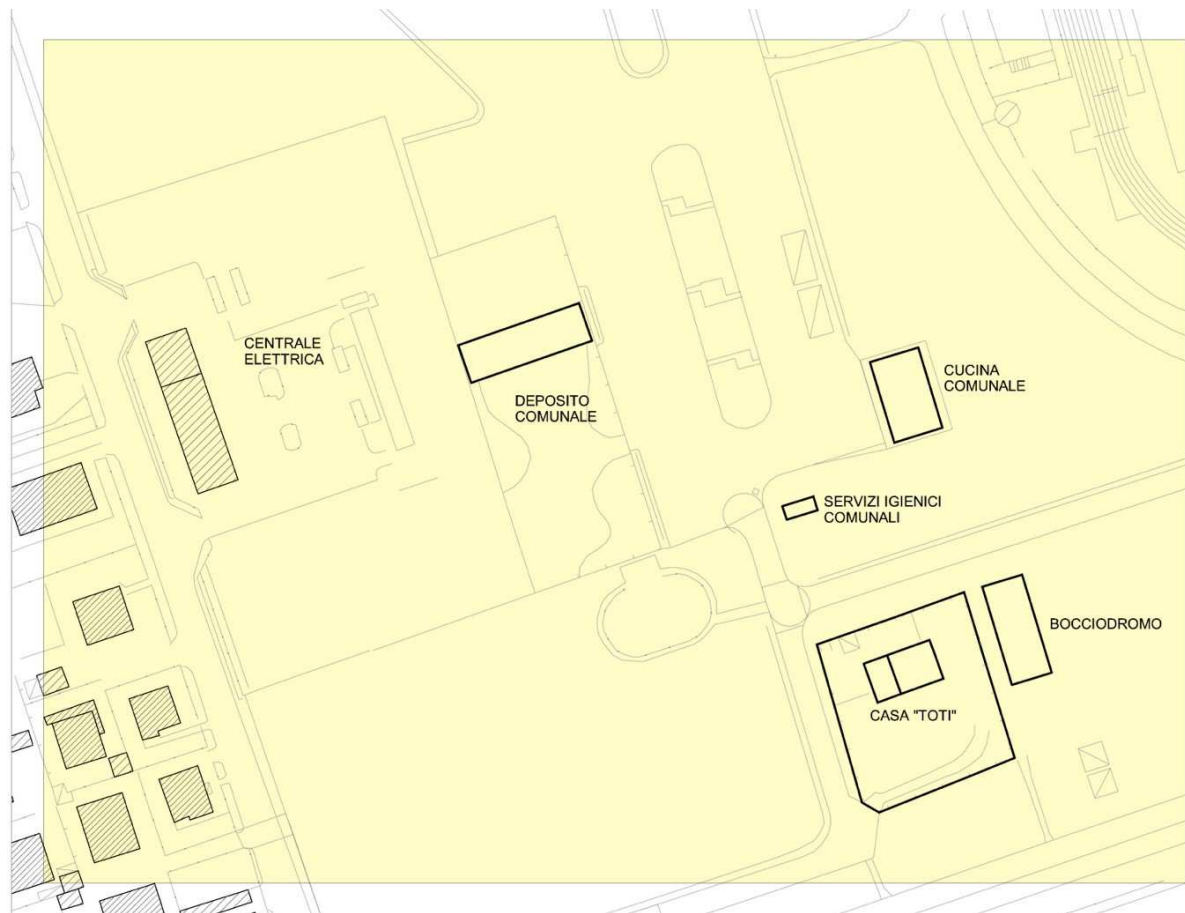 CENTRALE
ELETTRICA
DEPOSITO
COMUNALE
CUCINA
COMUNALE
SERVIZI IGIENICI
COMUNALI
BOCCIODROMO
CASA "TOTI"